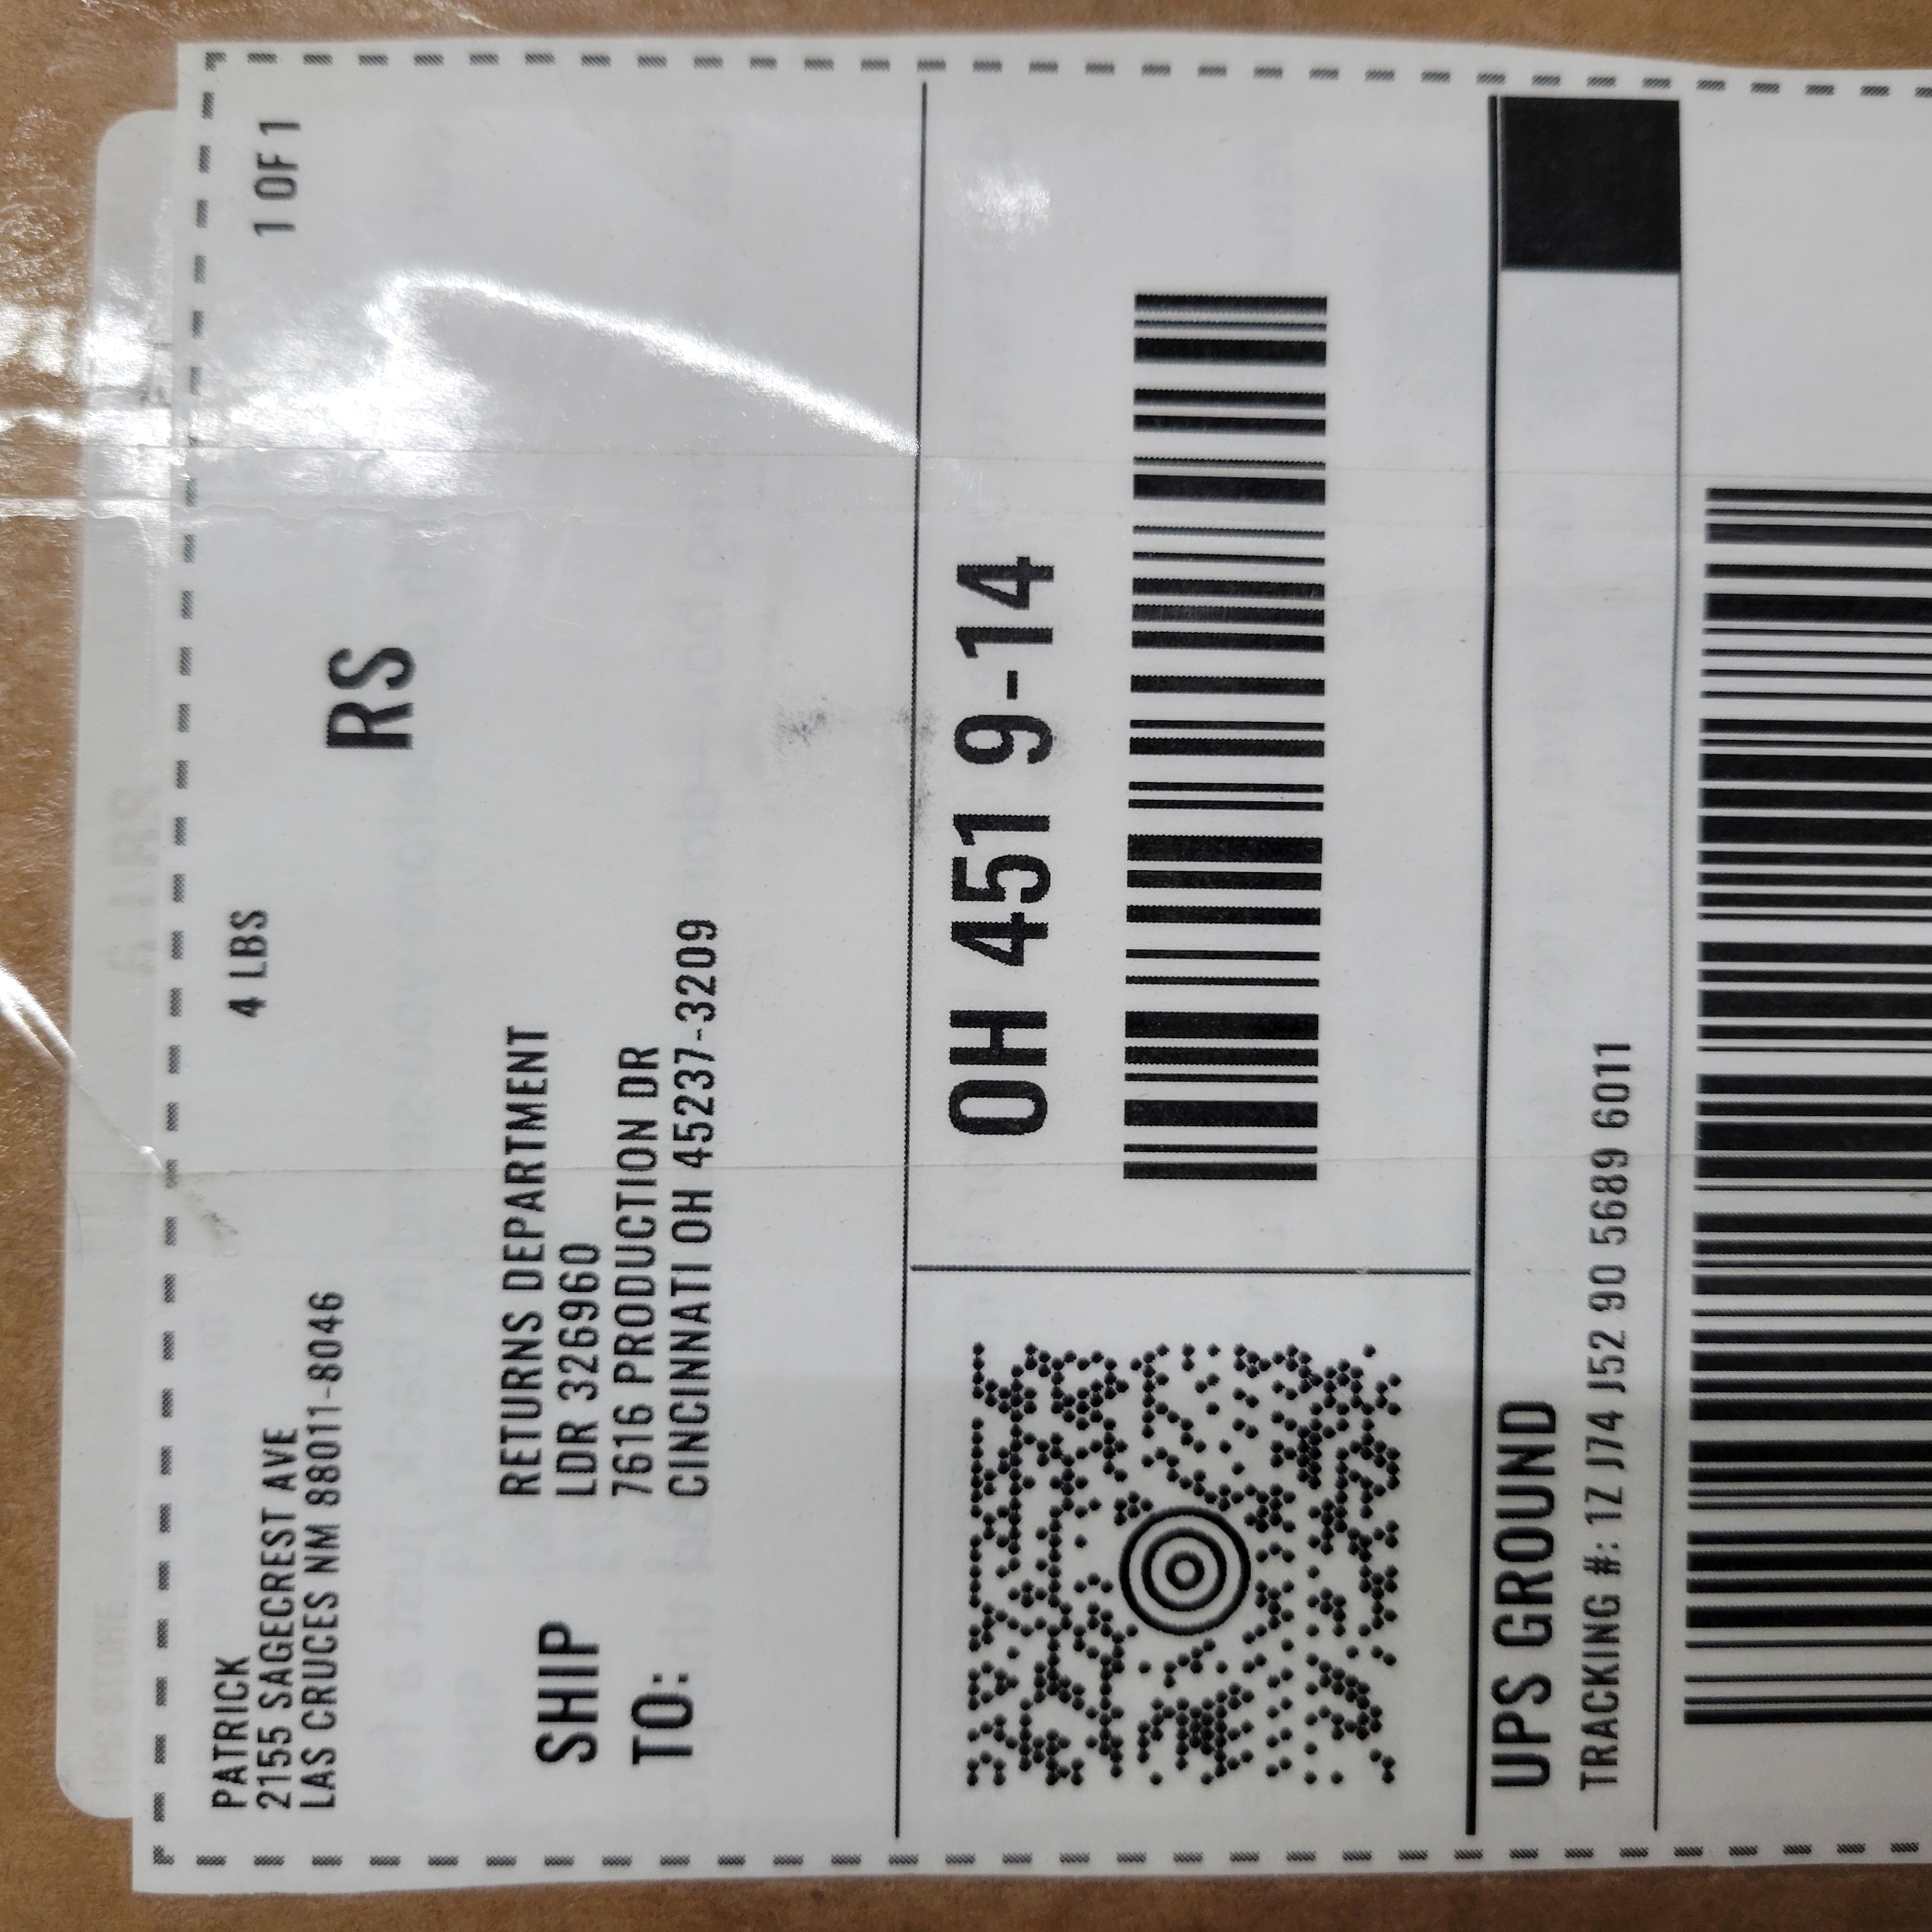 PATRICK
2155 SAGECREST AVE
LAS CRUCES NM 88011-8046
4 LBS
1 OF 1
RS
SHIP
TO:
RETURNS DEPARTMENT
LDR 326960
7616 PRODUCTION DR
CINCINNATI OH 45237-3209
OH 451 9-14
UPS GROUND
TRACKING #: 1Z J74 J52 90 5689 6011